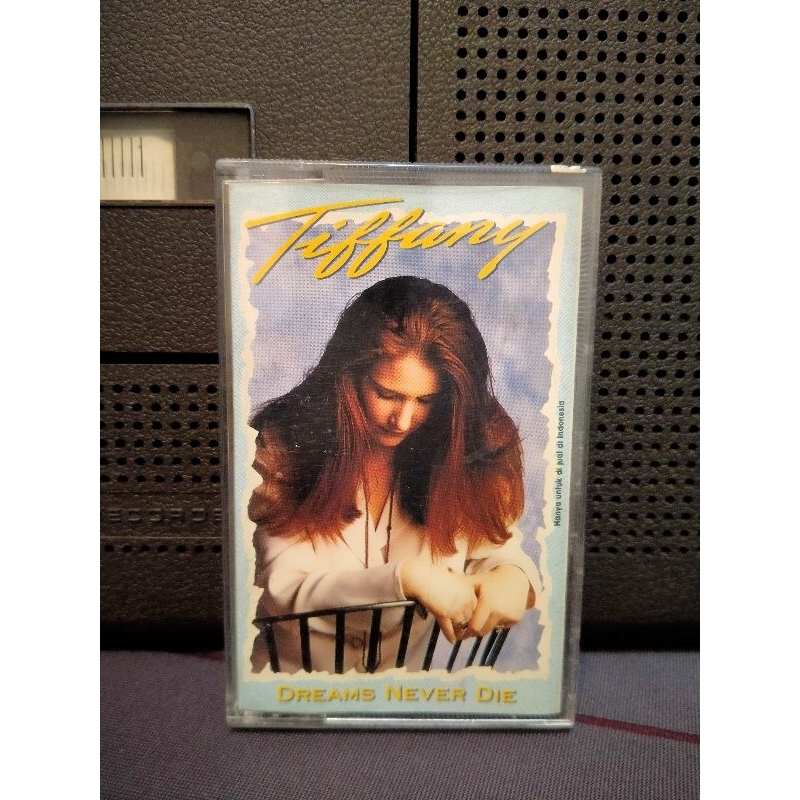 Tiffany
Hanya untuk di jual di Indonesia
DREAMS NEVER DIE